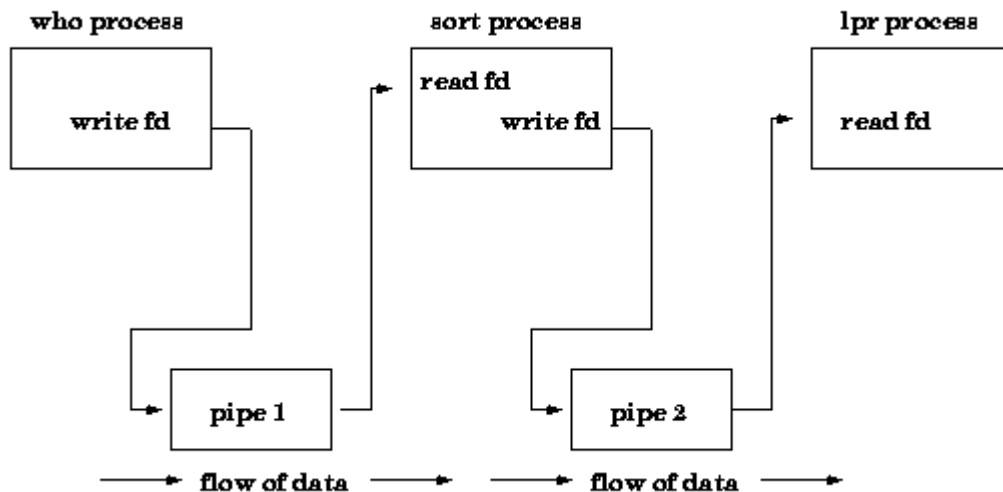 who process
sort process
lpr process
write fd
read fd
write fd
read fd
pipe 1
pipe 2
flow of data
flow of data